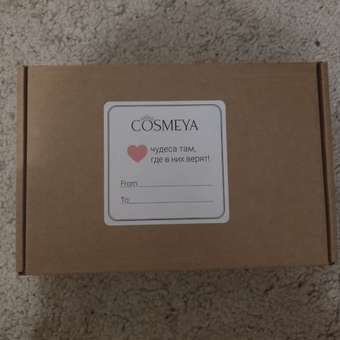 COSMEYA
чудеса там,
где в них верят!
From
To